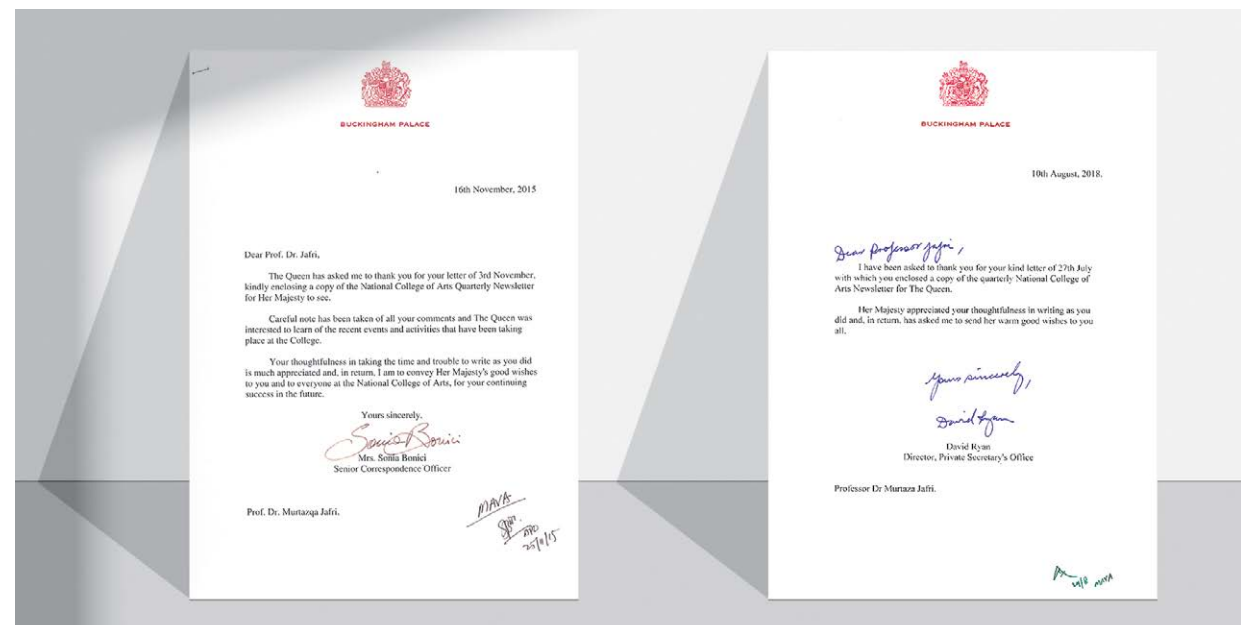 BUCKINGHAM PALACE
16th November, 2015
Dear Prof. Dr. Jafri,
The Queen has asked me to thank you for your letter of 3rd November,
kindly enclosing a copy of the National College of Arts Quarterly Newsletter
for Her Majesty to see.
Careful note has been taken of all your comments and The Queen was
interested to learn of the recent events and activities that have been taking
place at the College.
Your thoughtfulness in taking the time and trouble to write as you did
is much appreciated and, in return, I am to convey Her Majesty's good wishes
to you and to everyone at the National College of Arts, for your continuing
success in the future.
Yours sincerely,
Sonia Bonici
Mrs. Sonia Bonici
Senior Correspondence Officer
Prof. Dr. Murtazqa Jafri.
MAVA
25/11/15
BUCKINGHAM PALACE
10th August, 2018.
Dear Professor Jafri,
I have been asked to thank you for your kind letter of 27th July
with which you enclosed a copy of the quarterly National College of
Arts Newsletter for The Queen.
Her Majesty appreciated your thoughtfulness in writing as you
did and, in return, has asked me to send her warm good wishes to you
all.
Yours sincerely,
David Ryan
David Ryan
Director, Private Secretary's Office
Professor Dr Murtaza Jafri.
MAVA